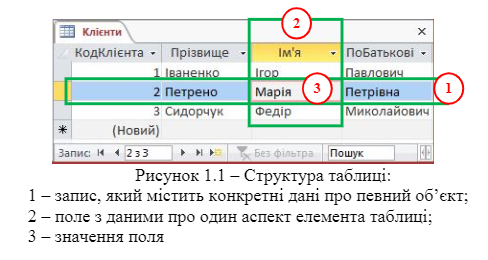 2
Клієнти
КодКлієнта Прізвище Ім'я ПоБатькові
1 Іваненко Ігор Павлович
2 Петрено Марія 3 Петрівна 1
3 Сидорчук Федір Миколайович
* (Новий)
Запис: 2 з 3 Без фільтра Пошук
Рисунок 1.1 – Структура таблиці:
1 – запис, який містить конкретні дані про певний об’єкт;
2 – поле з даними про один аспект елемента таблиці;
3 – значення поля